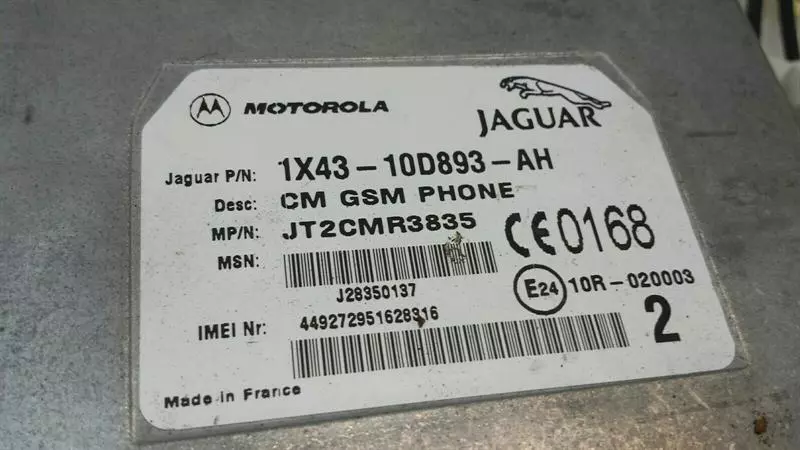 MOTOROLA
JAGUAR
Jaguar P/N: 1X43-10D893-AH
Desc: CM GSM PHONE
MP/N: JT2CMR3835
CE0168
MSN:
J28350137
E24 10R-020003
IMEI Nr: 449272951628316
2
Made in France